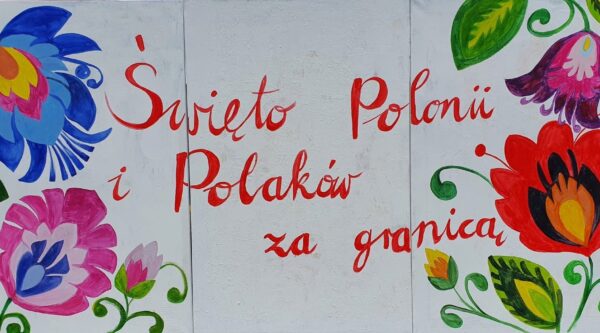 Święto Polonii
i Polaków
za granicą